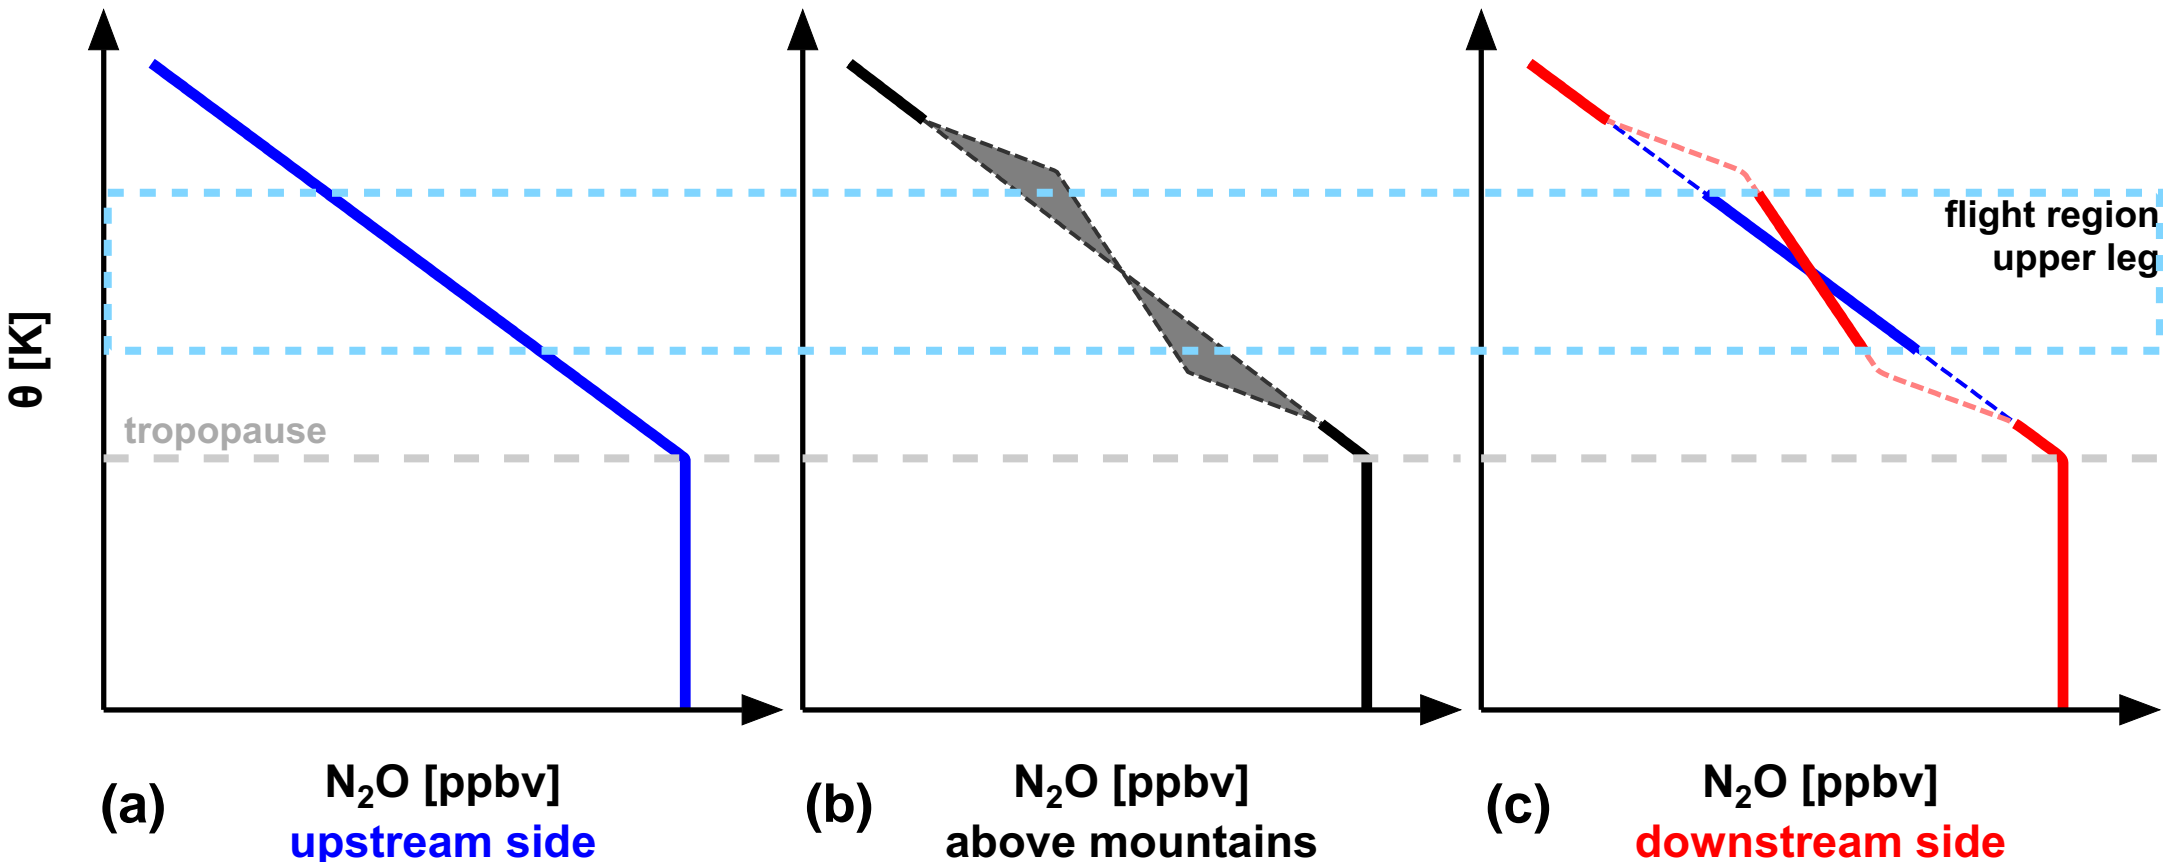 θ [K]
tropopause
flight region
upper leg
(a)
N₂O [ppbv]
upstream side
(b)
N₂O [ppbv]
above mountains
(c)
N₂O [ppbv]
downstream side